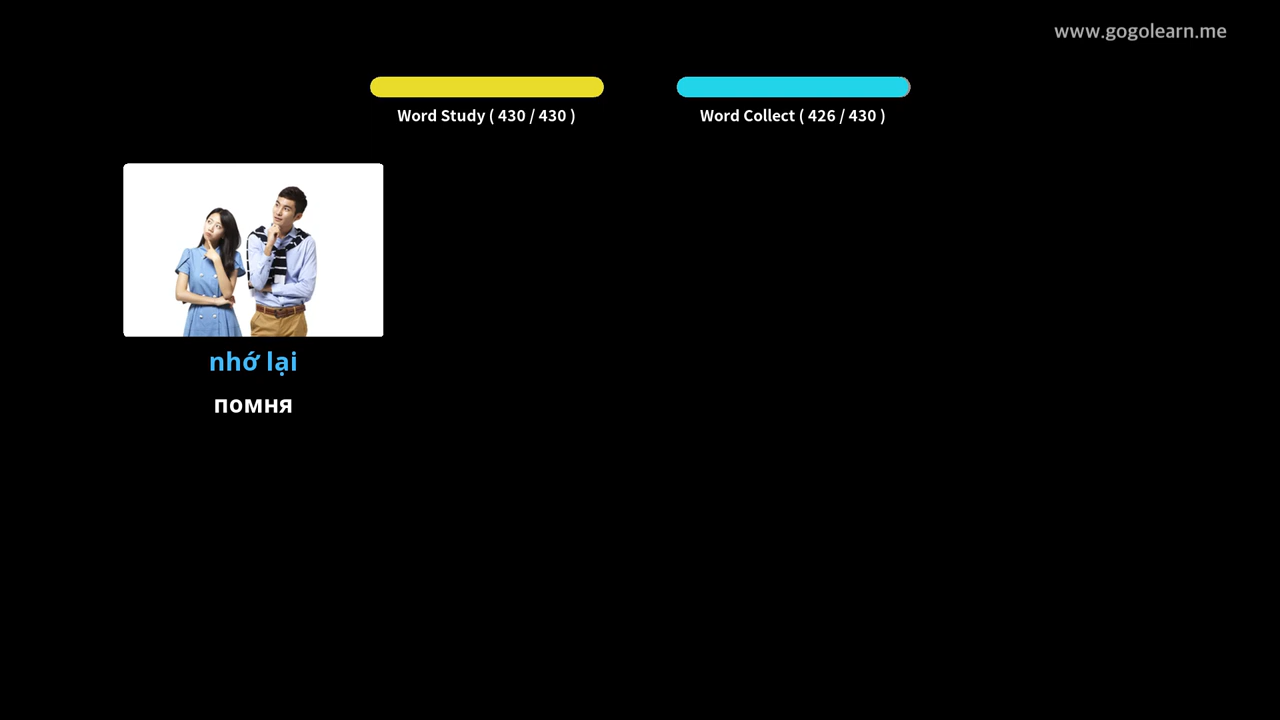 www.gogolearn.me
Word Study ( 430 / 430 )
Word Collect ( 426 / 430 )
nhớ lại
помня